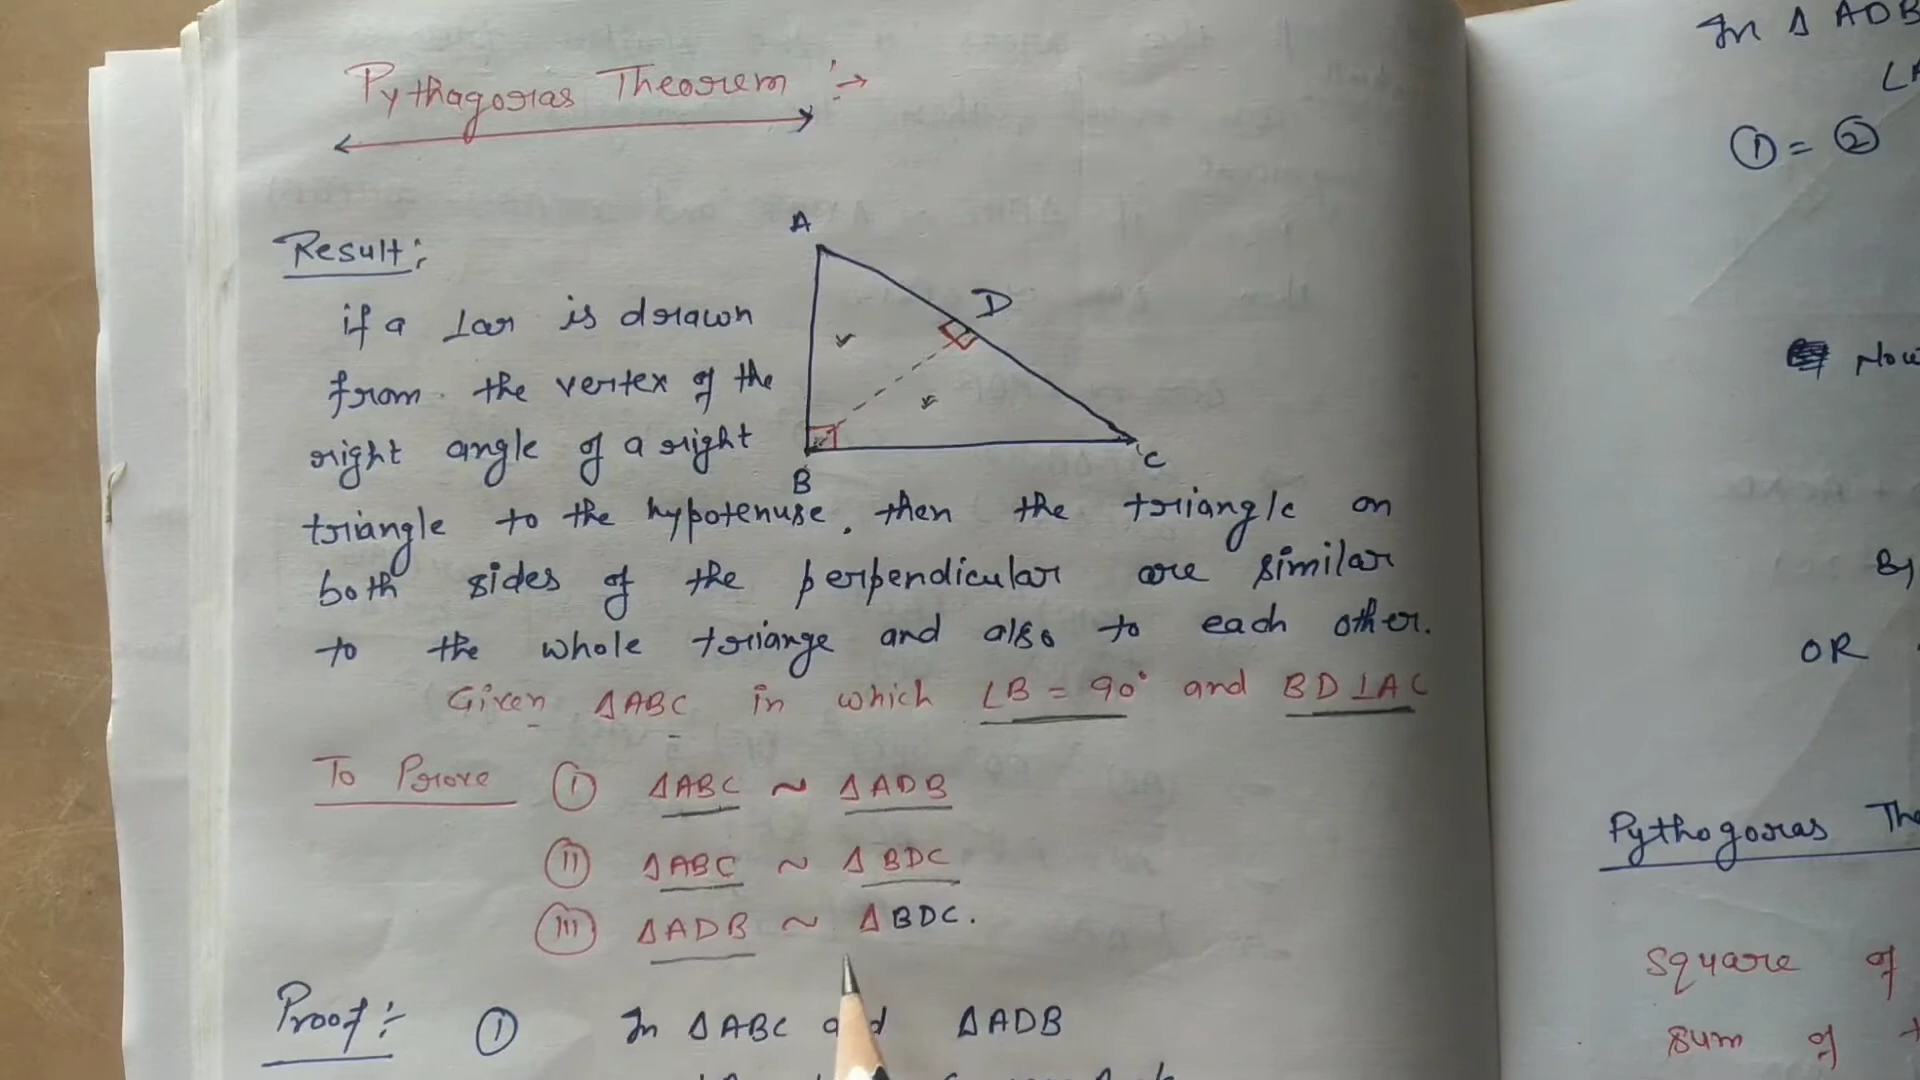 Pythagoras Theorem :→
Result:
A
D
B
C
if a ⊥ar is drawn
from the vertex of the
right angle of a right
triangle to the hypotenuse, then the triangle on
both sides of the perpendicular are similar
to the whole triange and also to each other.
Given ΔABC in which ∠B = 90° and BD⊥AC
To Prove (I) ΔABC ~ ΔADB
(II) ΔABC ~ ΔBDC
(III) ΔADB ~ ΔBDC.
Proof:- (I) In ΔABC and ΔADB
In Δ ADB
① = ②
OR
Pythogoras
Square of
sum of